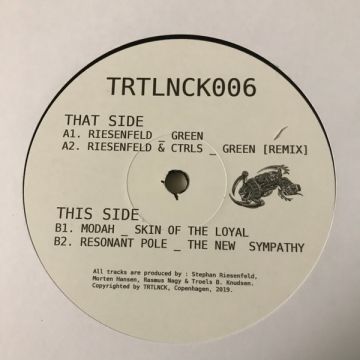 TRTLNCK006
THAT SIDE
A1. RIESENFELD _ GREEN
A2. RIESENFELD & CTRLS _ GREEN [REMIX]
THIS SIDE
B1. MODAH _ SKIN OF THE LOYAL
B2. RESONANT POLE _ THE NEW SYMPATHY
All tracks are produced by : Stephan Riesenfeld,
Morten Hansen, Rasmus Nagy & Troels B. Knudsen.
Copyrighted by TRTLNCK, Copenhagen, 2019.